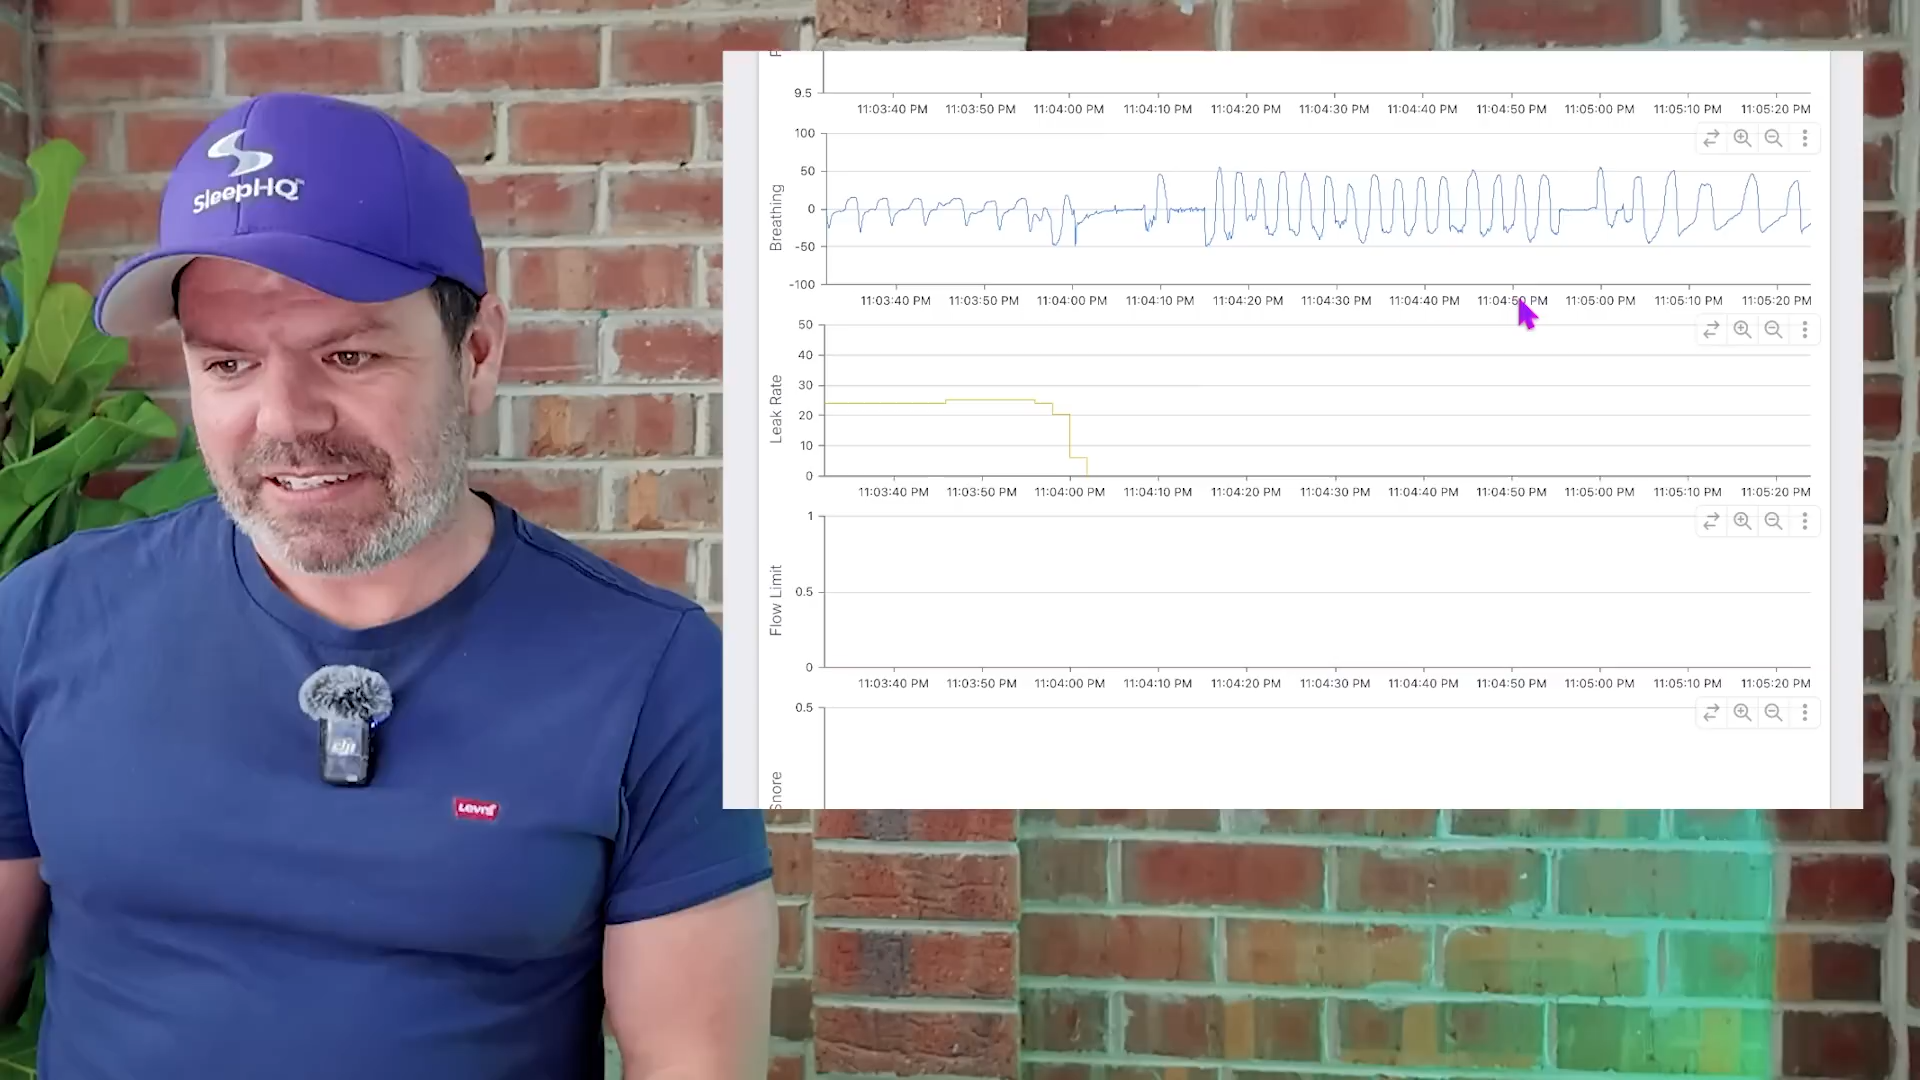 SleepHQ
Levi's
9.5
11:03:40 PM 11:03:50 PM 11:04:00 PM 11:04:10 PM 11:04:20 PM 11:04:30 PM 11:04:40 PM 11:04:50 PM 11:05:00 PM 11:05:10 PM 11:05:20 PM
Breathing
100
50
0
-50
-100
11:03:40 PM 11:03:50 PM 11:04:00 PM 11:04:10 PM 11:04:20 PM 11:04:30 PM 11:04:40 PM 11:04:50 PM 11:05:00 PM 11:05:10 PM 11:05:20 PM
Leak Rate
50
40
30
20
10
0
11:03:40 PM 11:03:50 PM 11:04:00 PM 11:04:10 PM 11:04:20 PM 11:04:30 PM 11:04:40 PM 11:04:50 PM 11:05:00 PM 11:05:10 PM 11:05:20 PM
Flow Limit
1
0.5
0
11:03:40 PM 11:03:50 PM 11:04:00 PM 11:04:10 PM 11:04:20 PM 11:04:30 PM 11:04:40 PM 11:04:50 PM 11:05:00 PM 11:05:10 PM 11:05:20 PM
0.5
Snore
dji